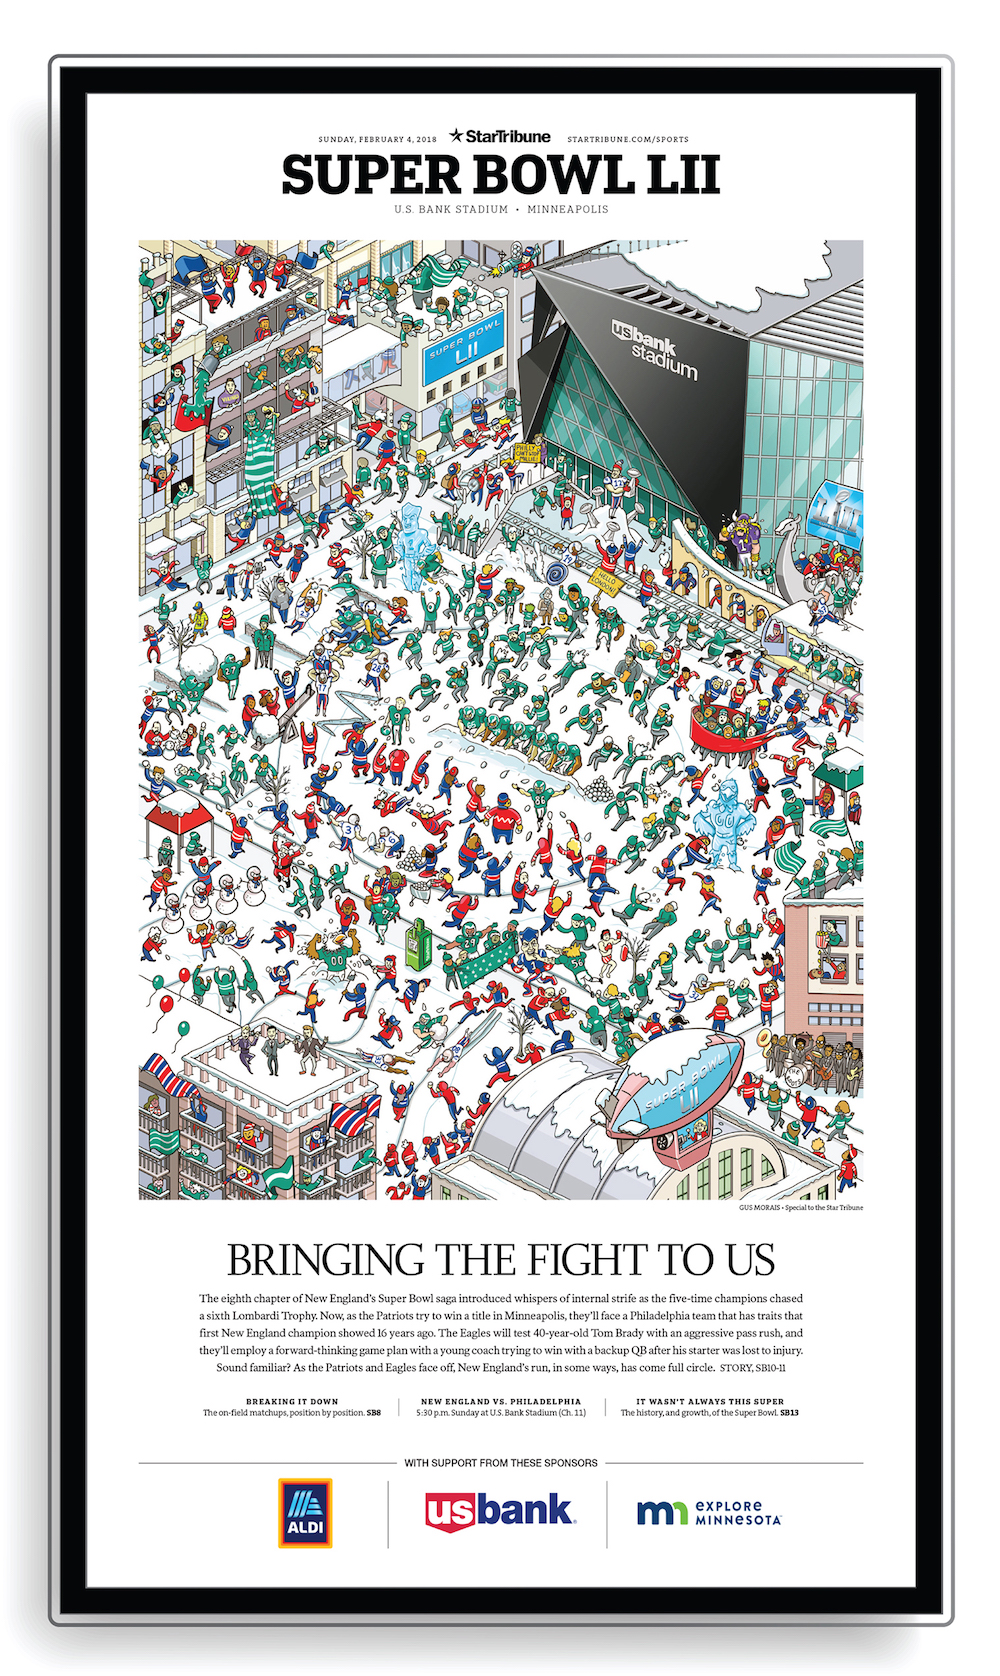 SUNDAY, FEBRUARY 4, 2018 StarTribune STARTRIBUNE.COM/SPORTS
SUPER BOWL LII
U.S. BANK STADIUM • MINNEAPOLIS
usbank
stadium
SUPER BOWL
LII
LII
HELLO
LONDON!
SUPER BOWL
LII
GUS MORAIS • Special to the Star Tribune
BRINGING THE FIGHT TO US
The eighth chapter of New England's Super Bowl saga introduced whispers of internal strife as the five-time champions chased
a sixth Lombardi Trophy. Now, as the Patriots try to win a title in Minneapolis, they'll face a Philadelphia team that has traits that
first New England champion showed 16 years ago. The Eagles will test 40-year-old Tom Brady with an aggressive pass rush, and
they'll employ a forward-thinking game plan with a young coach trying to win with a backup QB after his starter was lost to injury.
Sound familiar? As the Patriots and Eagles face off, New England's run, in some ways, has come full circle. STORY, SB10-11
BREAKING IT DOWN
The on-field matchups, position by position. SB8
NEW ENGLAND VS. PHILADELPHIA
5:30 p.m. Sunday at U.S. Bank Stadium (Ch. 11)
IT WASN'T ALWAYS THIS SUPER
The history, and growth, of the Super Bowl. SB13
WITH SUPPORT FROM THESE SPONSORS
ALDI
usbank
mn EXPLORE
MINNESOTA